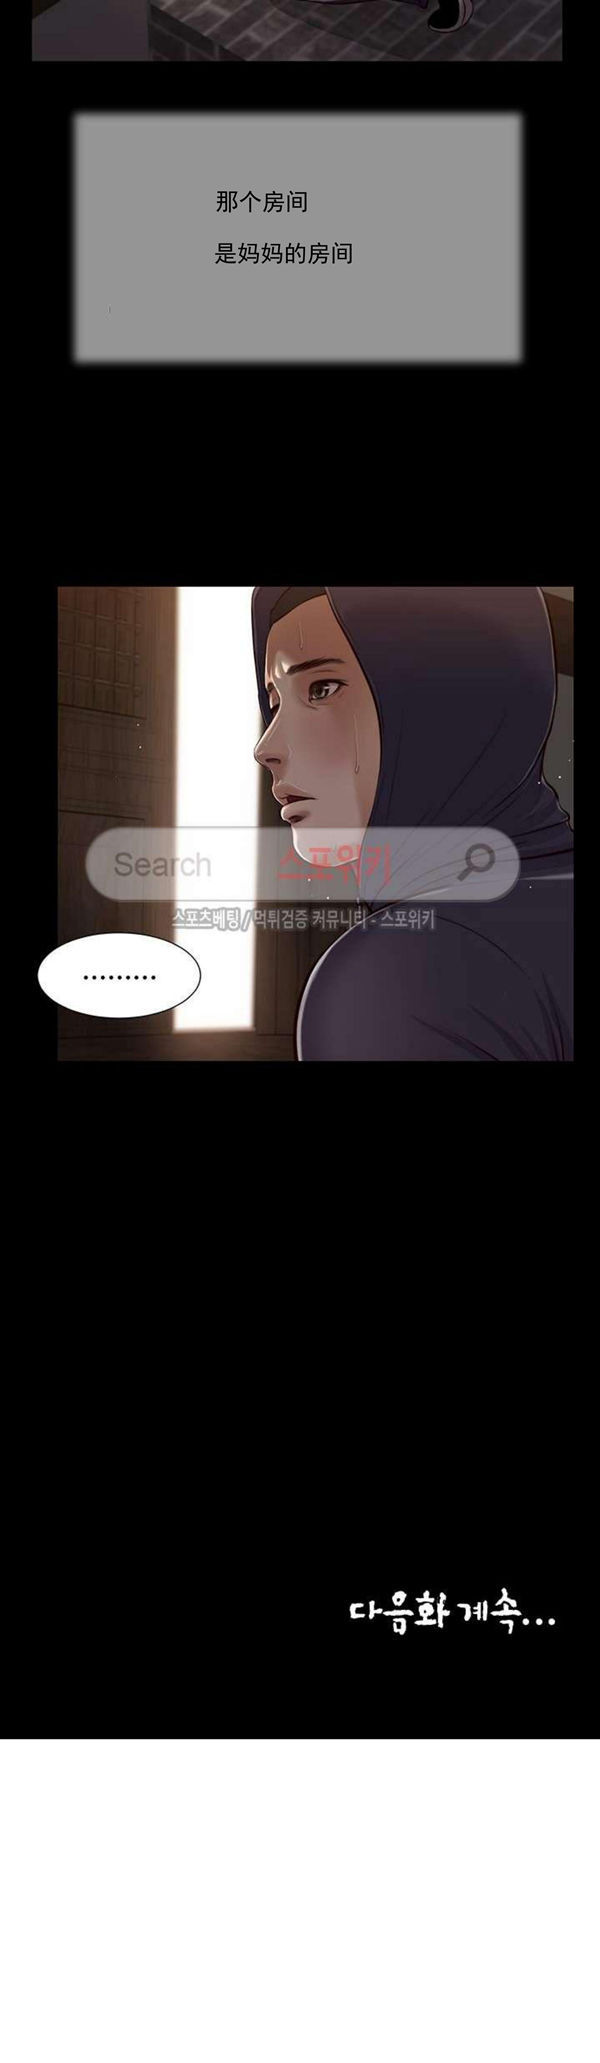 那个房间
是妈妈的房间
Search 스포위키
스포츠베팅/먹튀검증 커뮤니티 - 스포위키
.........
다음화 계속...